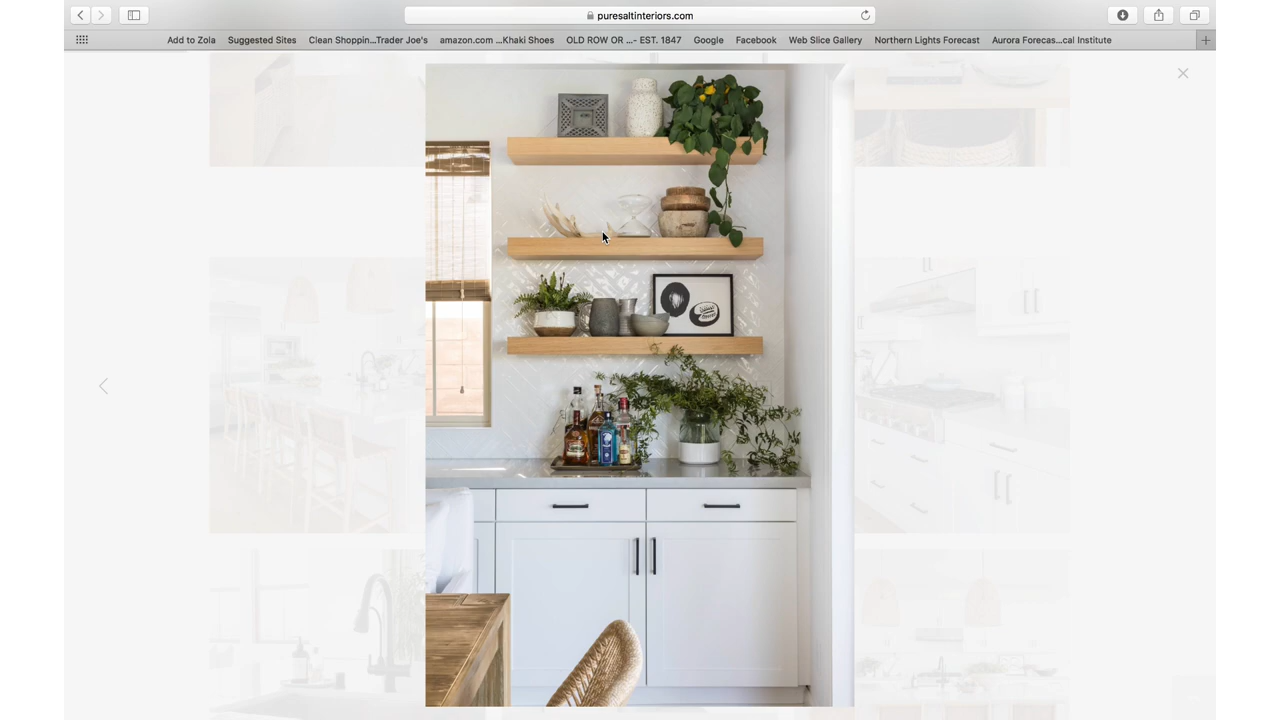 puresaltinteriors.com
Add to Zola Suggested Sites Clean Shoppin...Trader Joe's amazon.com ...Khaki Shoes OLD ROW OR ...- EST. 1847 Google Facebook Web Slice Gallery Northern Lights Forecast Aurora Forecas...cal Institute